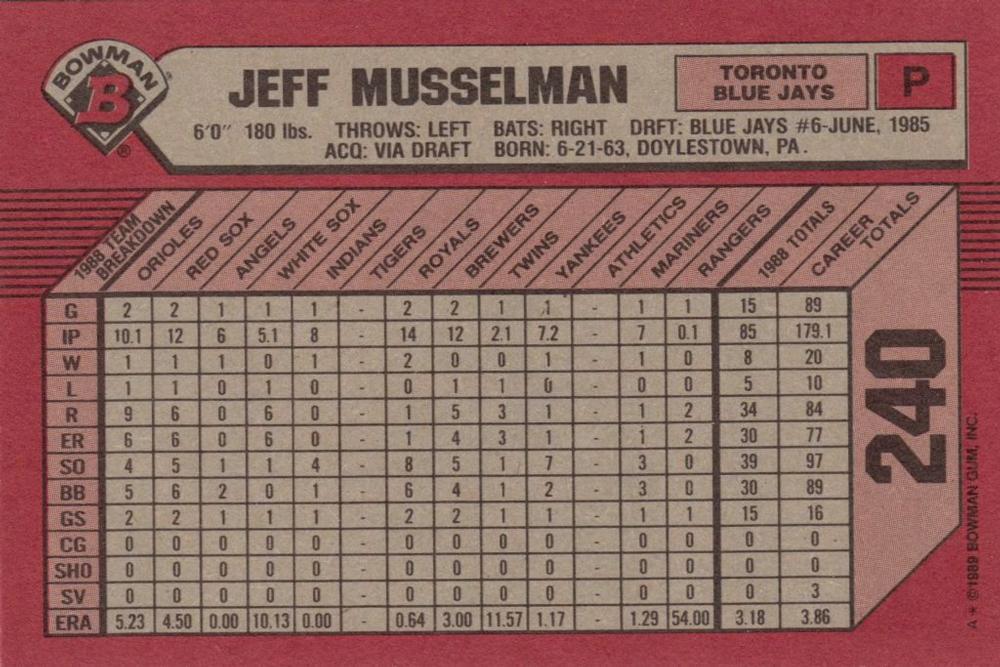 BOWMAN
B
®
JEFF MUSSELMAN
TORONTO
BLUE JAYS
P
6'0" 180 lbs. THROWS: LEFT BATS: RIGHT DRFT: BLUE JAYS #6-JUNE, 1985
ACQ: VIA DRAFT BORN: 6-21-63, DOYLESTOWN, PA.
1988 TEAM BREAKDOWN ORIOLES RED SOX ANGELS WHITE SOX INDIANS TIGERS ROYALS BREWERS TWINS YANKEES ATHLETICS MARINERS RANGERS 1988 TOTALS CAREER TOTALS
G 2 2 1 1 1 - 2 2 1 1 - 1 1 15 89
IP 10.1 12 6 5.1 8 - 14 12 2.1 7.2 - 7 0.1 85 179.1
W 1 1 1 0 1 - 2 0 0 1 - 1 0 8 20
L 1 1 0 1 0 - 0 1 1 0 - 0 0 5 10
R 9 6 0 6 0 - 1 5 3 1 - 1 2 34 84
ER 6 6 0 6 0 - 1 4 3 1 - 1 2 30 77
SO 4 5 1 1 4 - 8 5 1 7 - 3 0 39 97
BB 5 6 2 0 1 - 6 4 1 2 - 3 0 30 89
GS 2 2 1 1 1 - 2 2 1 1 - 1 1 15 16
CG 0 0 0 0 0 - 0 0 0 0 - 0 0 0 0
SHO 0 0 0 0 0 - 0 0 0 0 - 0 0 0 0
SV 0 0 0 0 0 - 0 0 0 0 - 0 0 0 3
ERA 5.23 4.50 0.00 10.13 0.00 - 0.64 3.00 11.57 1.17 - 1.29 54.00 3.18 3.86
240
A * ©1989 BOWMAN GUM, INC.